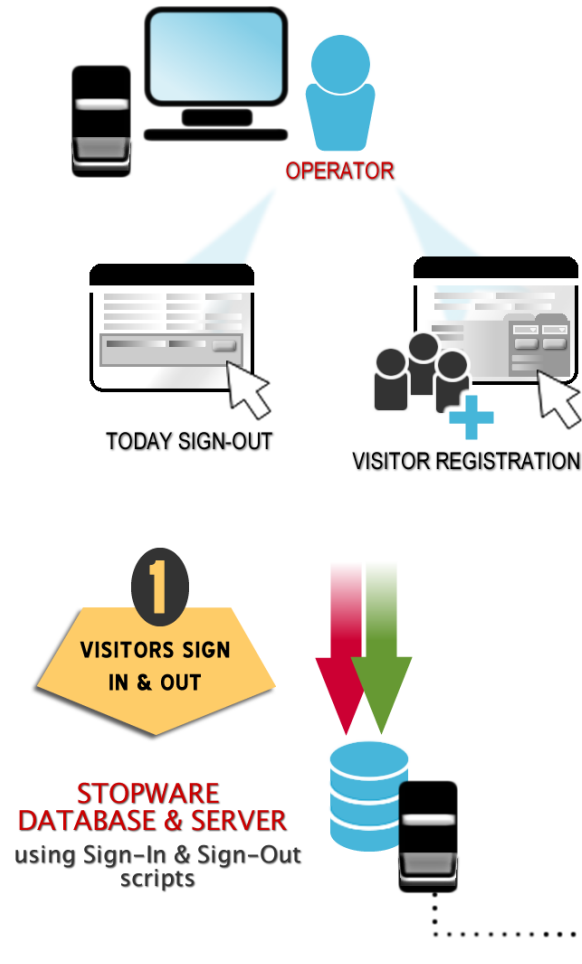 OPERATOR
TODAY SIGN-OUT
VISITOR REGISTRATION
1
VISITORS SIGN
IN & OUT
STOPWARE
DATABASE & SERVER
using Sign-In & Sign-Out
scripts